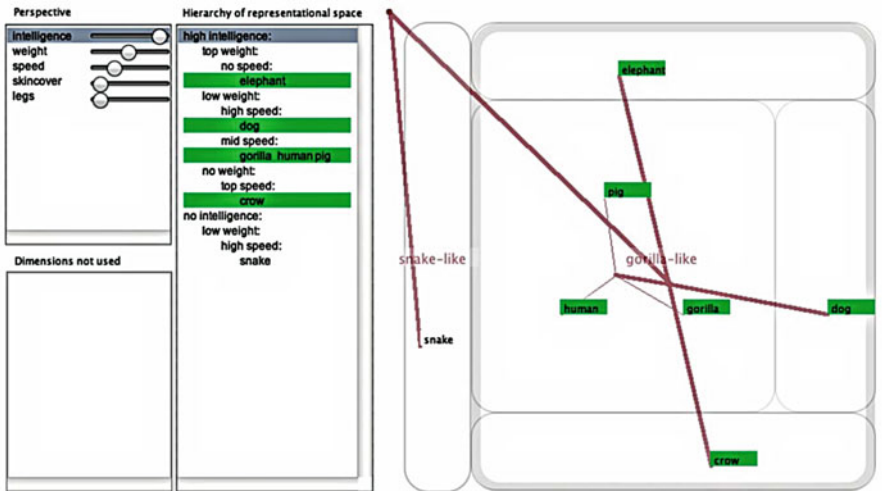 Perspective
intelligence
weight
speed
skincover
legs
Dimensions not used
Hierarchy of representational space
high intelligence:
top weight:
no speed:
elephant
low weight:
high speed:
dog
mid speed:
gorilla human pig
no weight:
top speed:
crow
no intelligence:
low weight:
high speed:
snake
elephant
pig
snake-like
gorilla-like
human
gorilla
dog
snake
crow